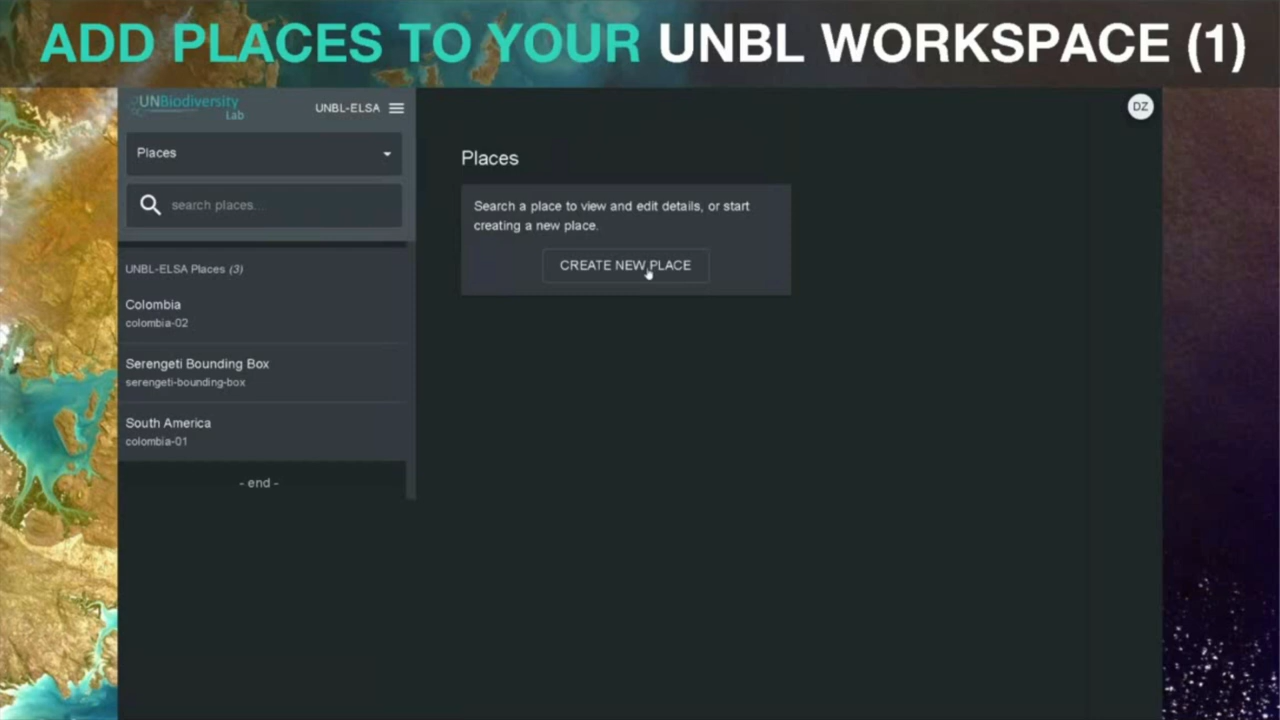 ADD PLACES TO YOUR UNBL WORKSPACE (1)
UNBiodiversity
Lab
UNBL-ELSA
DZ
Places
search places...
UNBL-ELSA Places (3)
Colombia
colombia-02
Serengeti Bounding Box
serengeti-bounding-box
South America
colombia-01
- end -
Places
Search a place to view and edit details, or start
creating a new place.
CREATE NEW PLACE